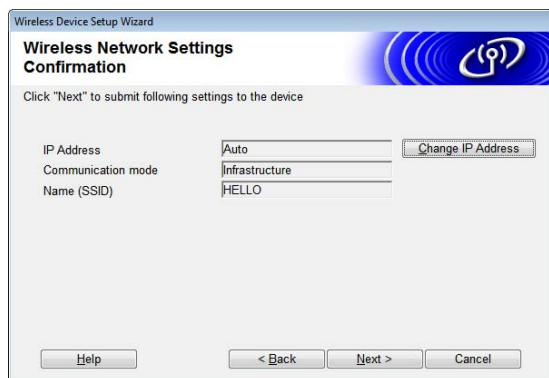 Wireless Device Setup Wizard
Wireless Network Settings
Confirmation
Click "Next" to submit following settings to the device
IP Address Auto Change IP Address
Communication mode Infrastructure
Name (SSID) HELLO
Help < Back Next > Cancel